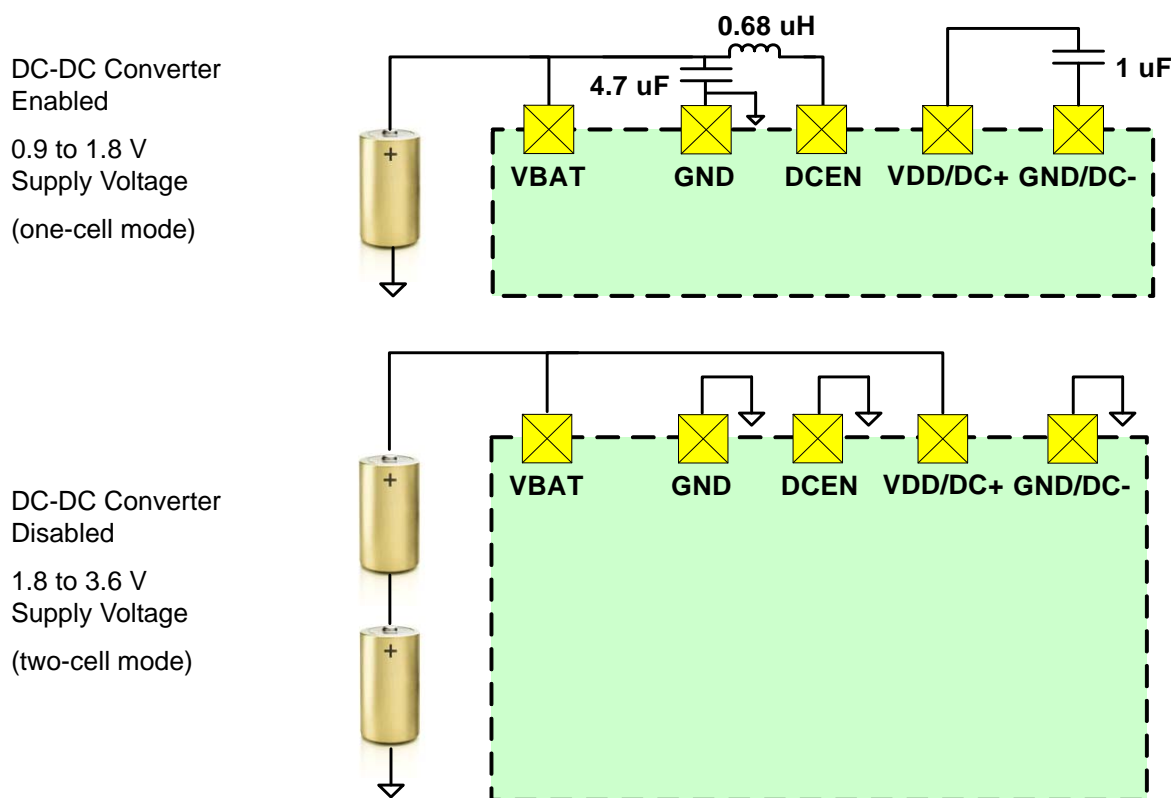 DC-DC Converter
Enabled
0.9 to 1.8 V
Supply Voltage
(one-cell mode)
0.68 uH
4.7 uF
1 uF
+
VBAT
GND
DCEN
VDD/DC+
GND/DC-
DC-DC Converter
Disabled
1.8 to 3.6 V
Supply Voltage
(two-cell mode)
+
+
VBAT
GND
DCEN
VDD/DC+
GND/DC-